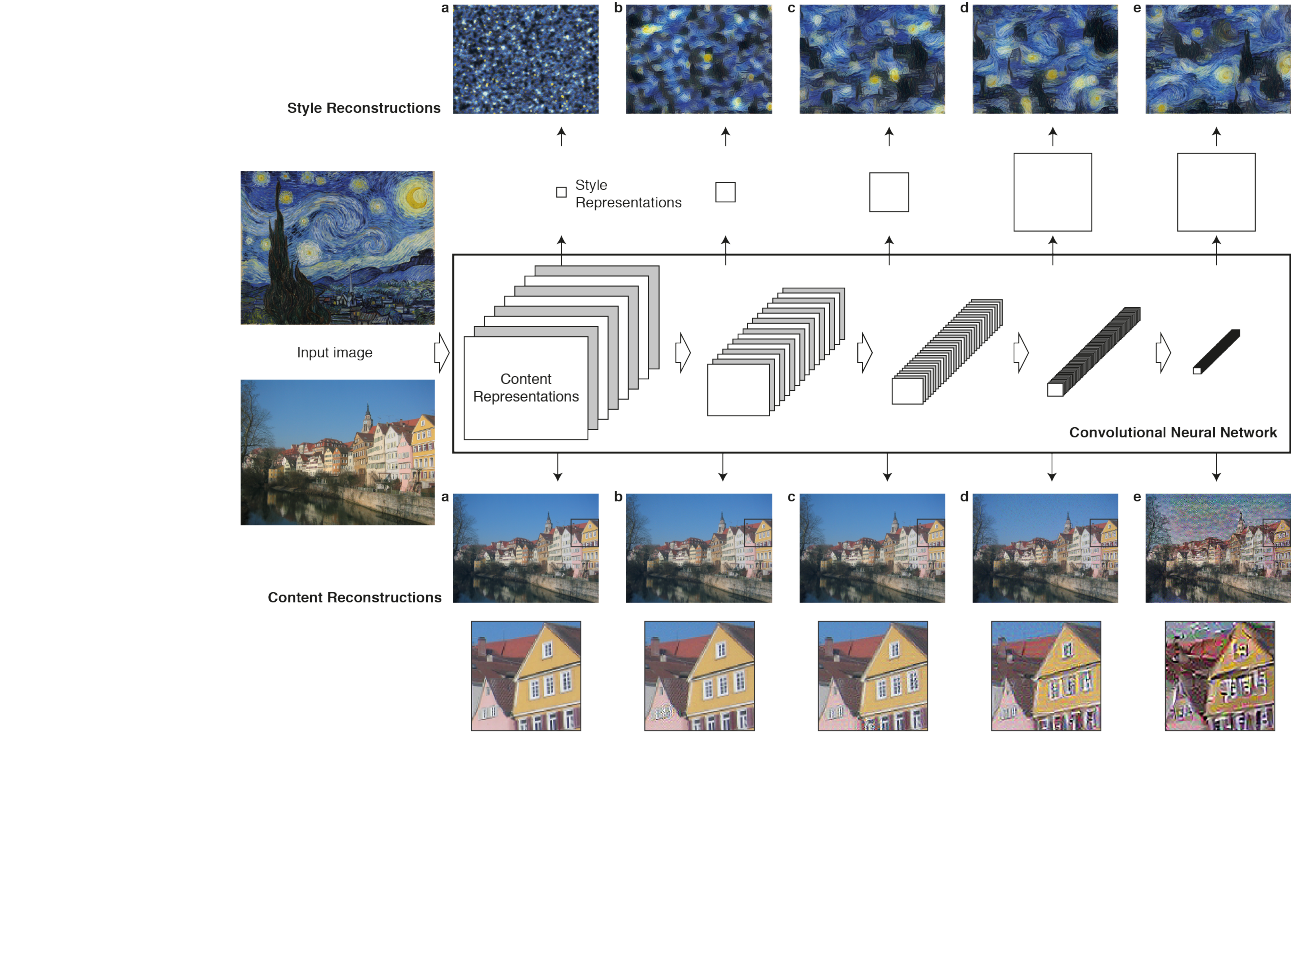 a
b
c
d
e
Style Reconstructions
Style
Representations
Input image
Content
Representations
Convolutional Neural Network
a
b
c
d
e
Content Reconstructions